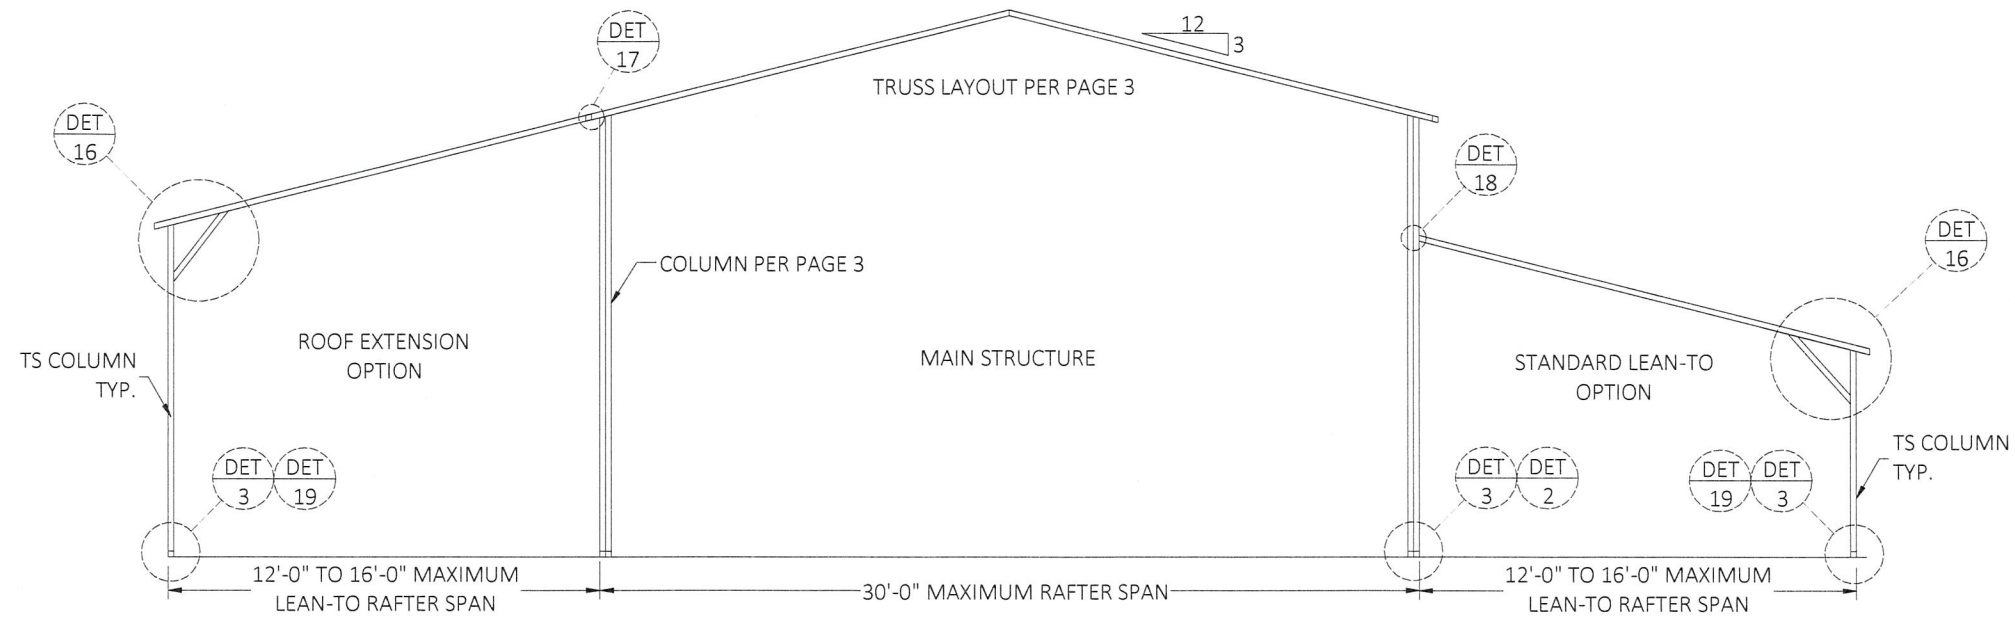 DET
17
12
3
TRUSS LAYOUT PER PAGE 3
DET
16
DET
18
DET
16
COLUMN PER PAGE 3
ROOF EXTENSION
OPTION
MAIN STRUCTURE
STANDARD LEAN-TO
OPTION
TS COLUMN
TYP.
TS COLUMN
TYP.
DET
3
DET
19
DET
3
DET
2
DET
19
DET
3
12'-0" TO 16'-0" MAXIMUM
LEAN-TO RAFTER SPAN
30'-0" MAXIMUM RAFTER SPAN
12'-0" TO 16'-0" MAXIMUM
LEAN-TO RAFTER SPAN